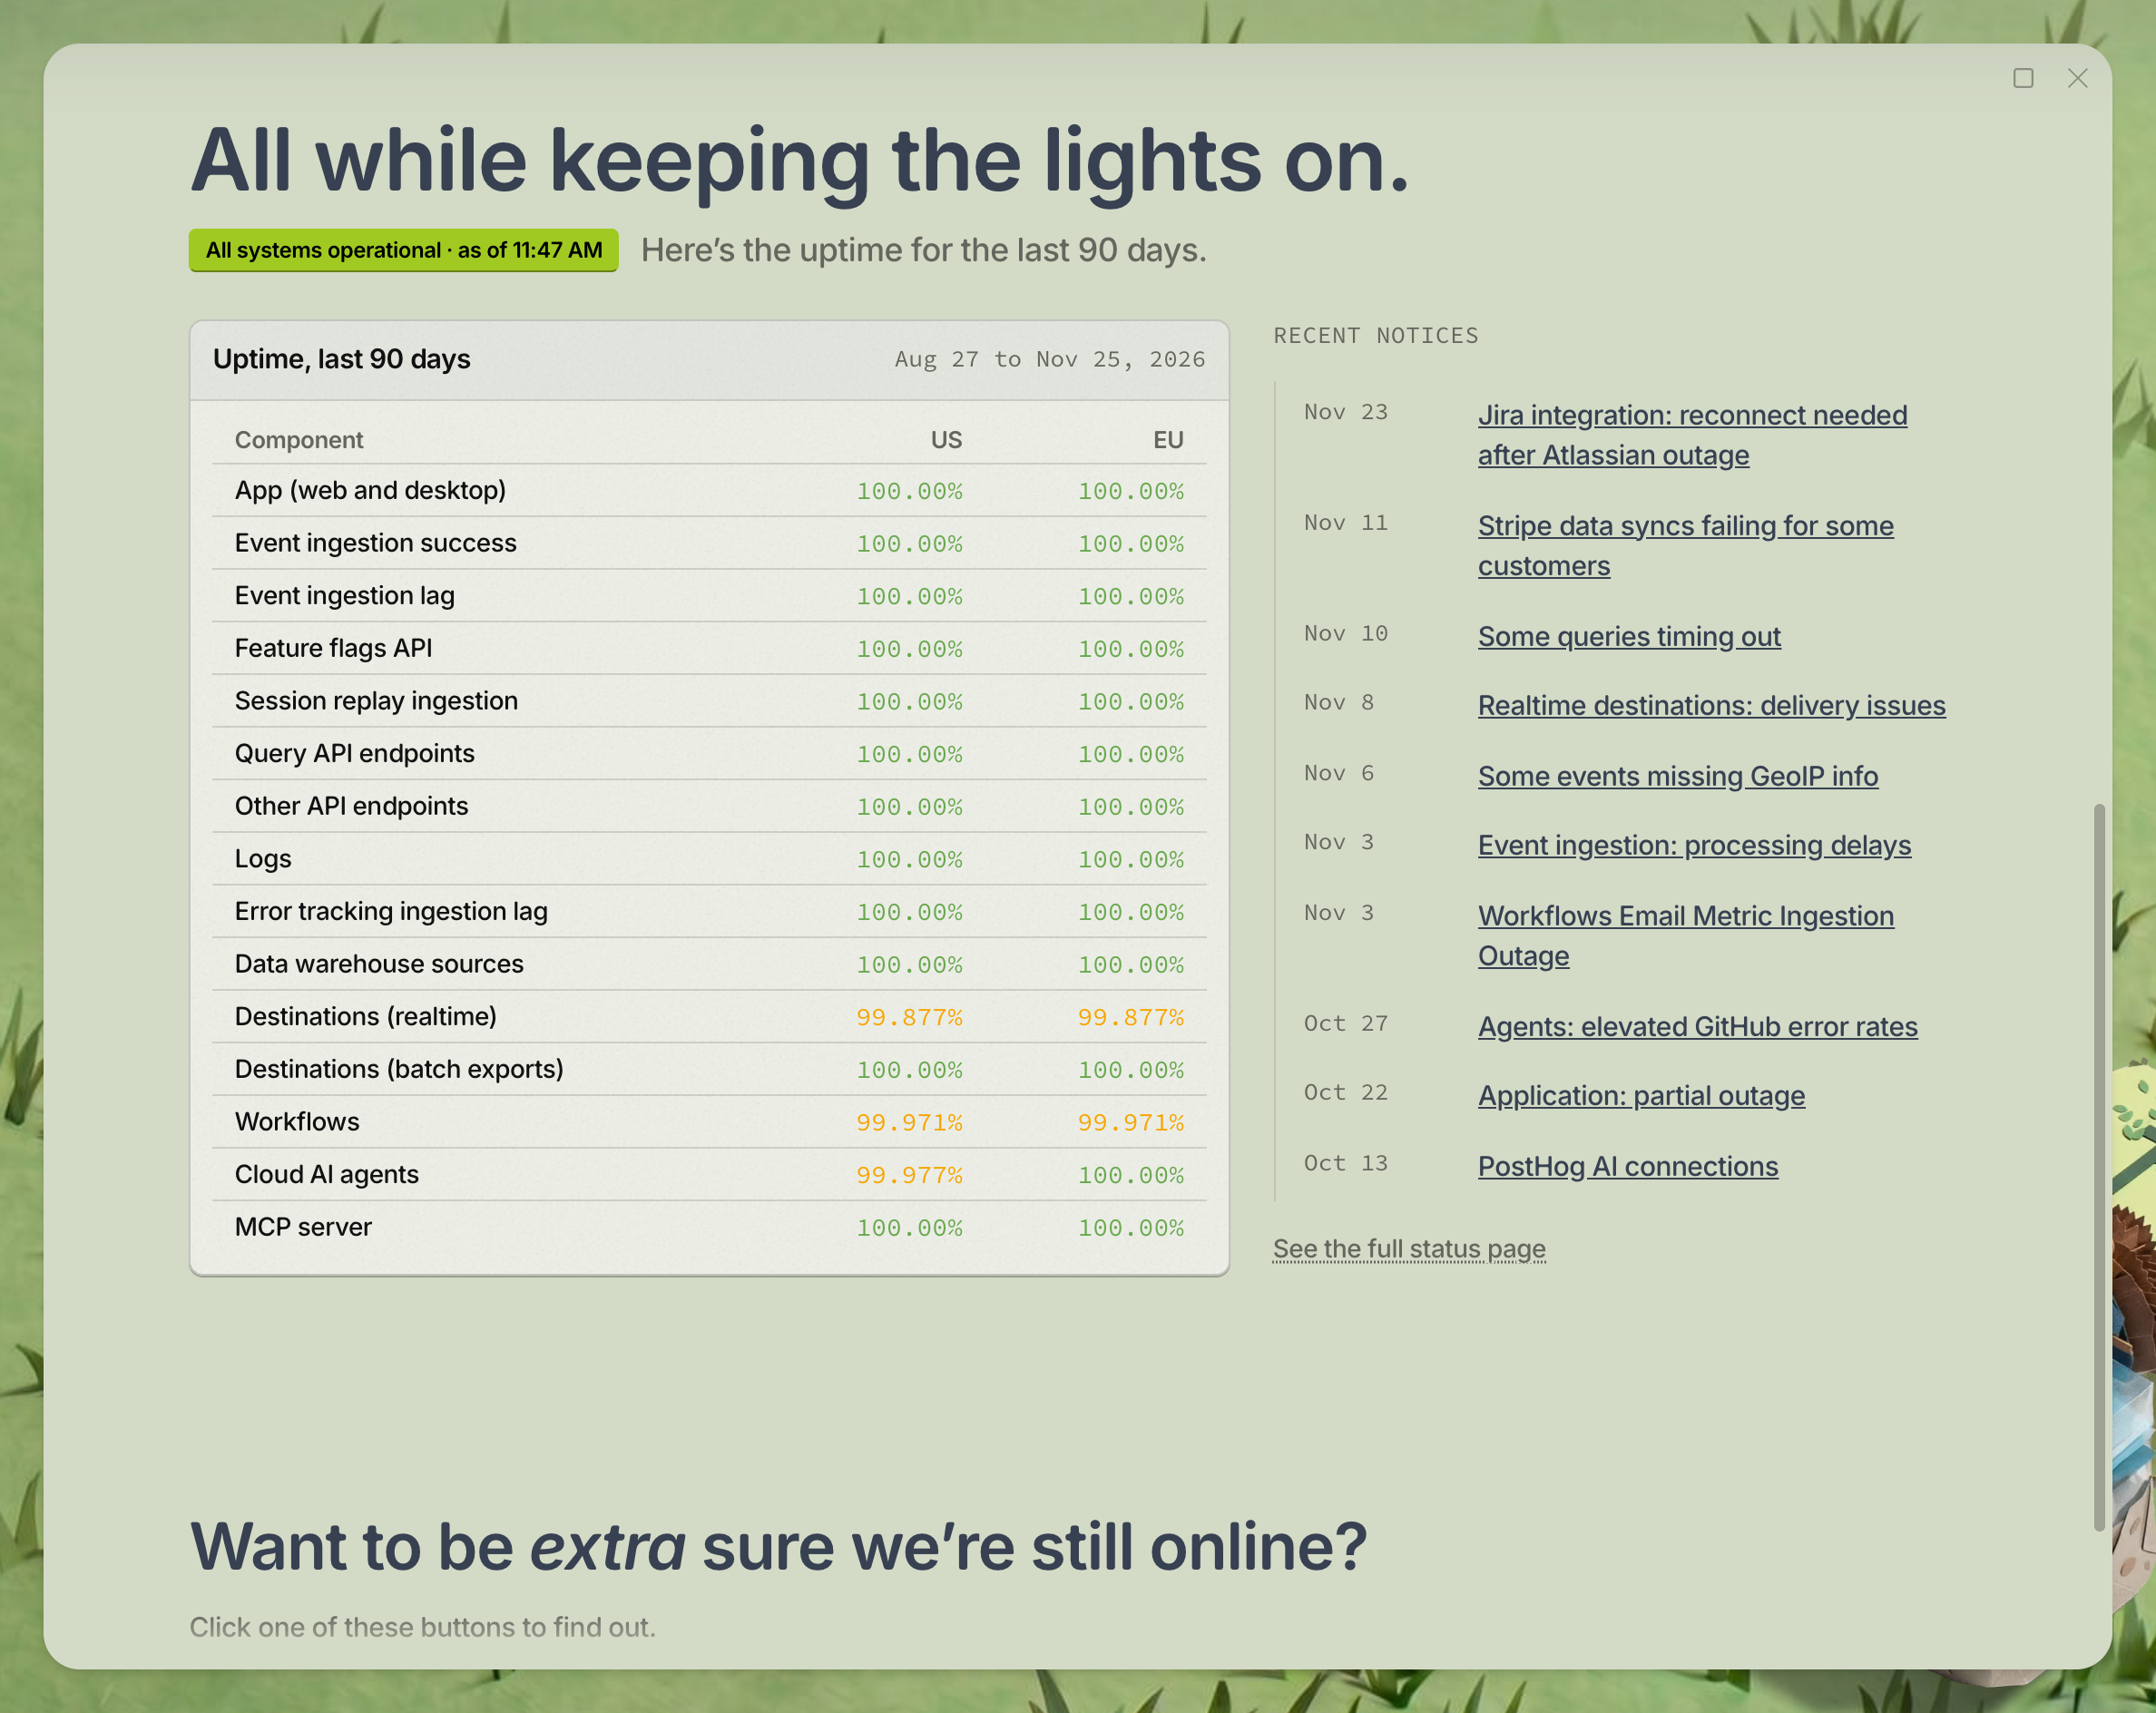 All while keeping the lights on.
All systems operational · as of 11:47 AM
Here’s the uptime for the last 90 days.
Uptime, last 90 days
Aug 27 to Nov 25, 2026
Component US EU
App (web and desktop) 100.00% 100.00%
Event ingestion success 100.00% 100.00%
Event ingestion lag 100.00% 100.00%
Feature flags API 100.00% 100.00%
Session replay ingestion 100.00% 100.00%
Query API endpoints 100.00% 100.00%
Other API endpoints 100.00% 100.00%
Logs 100.00% 100.00%
Error tracking ingestion lag 100.00% 100.00%
Data warehouse sources 100.00% 100.00%
Destinations (realtime) 99.877% 99.877%
Destinations (batch exports) 100.00% 100.00%
Workflows 99.971% 99.971%
Cloud AI agents 99.977% 100.00%
MCP server 100.00% 100.00%
RECENT NOTICES
Nov 23 Jira integration: reconnect needed
after Atlassian outage
Nov 11 Stripe data syncs failing for some
customers
Nov 10 Some queries timing out
Nov 8 Realtime destinations: delivery issues
Nov 6 Some events missing GeoIP info
Nov 3 Event ingestion: processing delays
Nov 3 Workflows Email Metric Ingestion
Outage
Oct 27 Agents: elevated GitHub error rates
Oct 22 Application: partial outage
Oct 13 PostHog AI connections
See the full status page
Want to be extra sure we’re still online?
Click one of these buttons to find out.